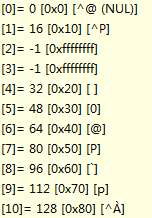 [0]= 0 [0x0] [^@ (NUL)]
[1]= 16 [0x10] [^P]
[2]= -1 [0xffffffff]
[3]= -1 [0xffffffff]
[4]= 32 [0x20] [ ]
[5]= 48 [0x30] [0]
[6]= 64 [0x40] [@]
[7]= 80 [0x50] [P]
[8]= 96 [0x60] [`]
[9]= 112 [0x70] [p]
[10]= 128 [0x80] [^À]